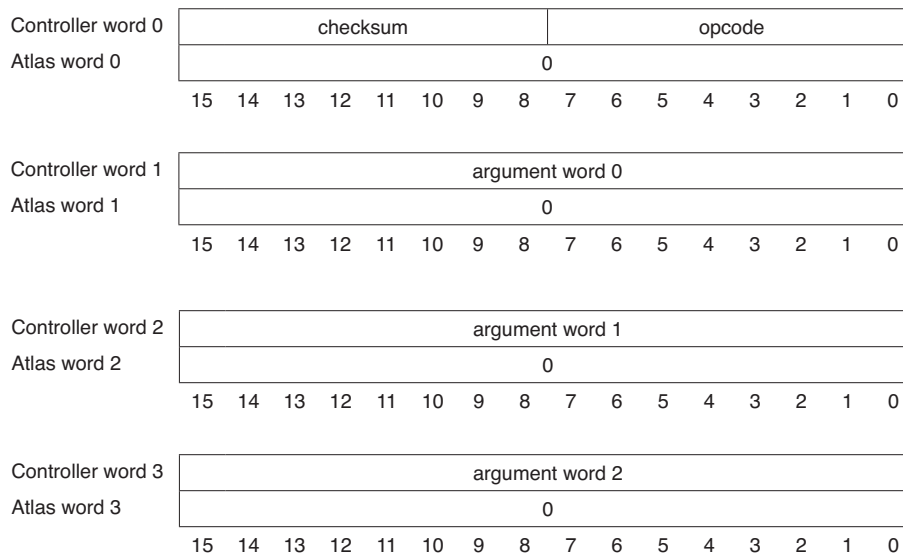 Controller word 0 checksum opcode
Atlas word 0 0
15 14 13 12 11 10 9 8 7 6 5 4 3 2 1 0
Controller word 1 argument word 0
Atlas word 1 0
15 14 13 12 11 10 9 8 7 6 5 4 3 2 1 0
Controller word 2 argument word 1
Atlas word 2 0
15 14 13 12 11 10 9 8 7 6 5 4 3 2 1 0
Controller word 3 argument word 2
Atlas word 3 0
15 14 13 12 11 10 9 8 7 6 5 4 3 2 1 0